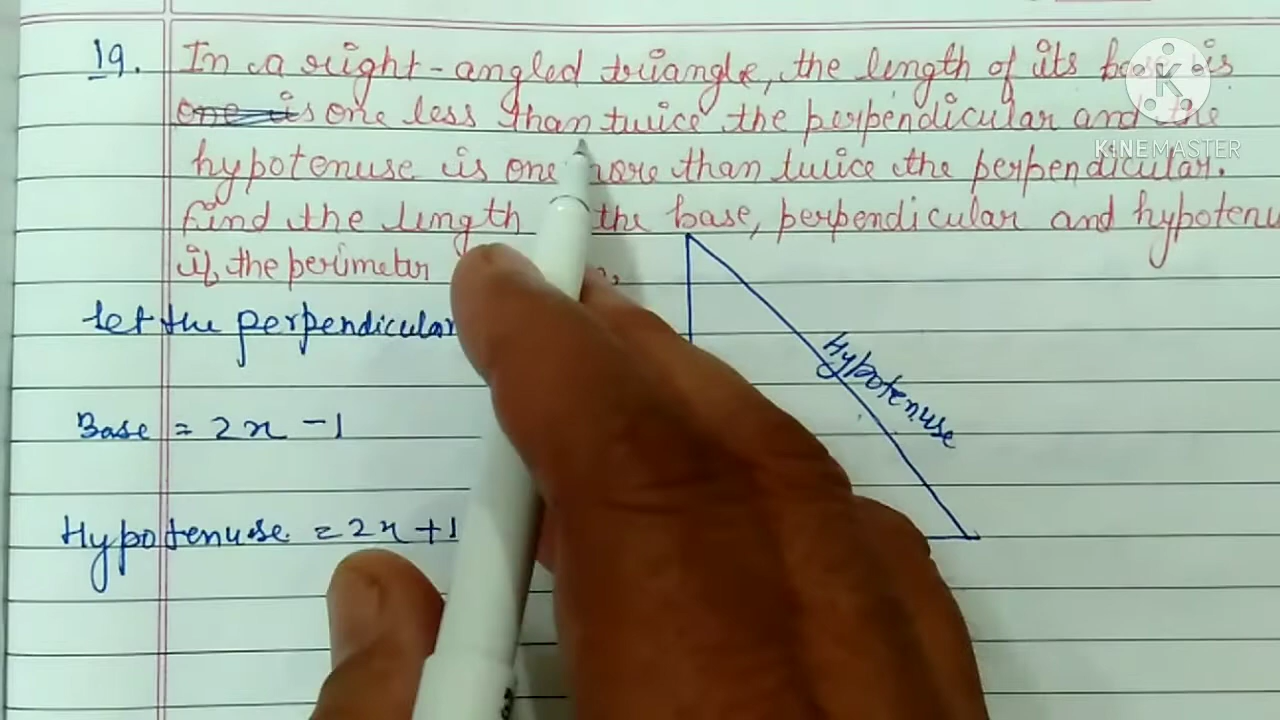 19. In a right-angled triangle, the length of its base is
one is one less than twice the perpendicular and the
hypotenuse is one more than twice the perpendicular.
Find the length the base, perpendicular and hypotenu
if the perimeter
let the perpendicular
Base = 2x - 1
Hypotenuse = 2x + 1
Hypotenuse
K
KINEMASTER